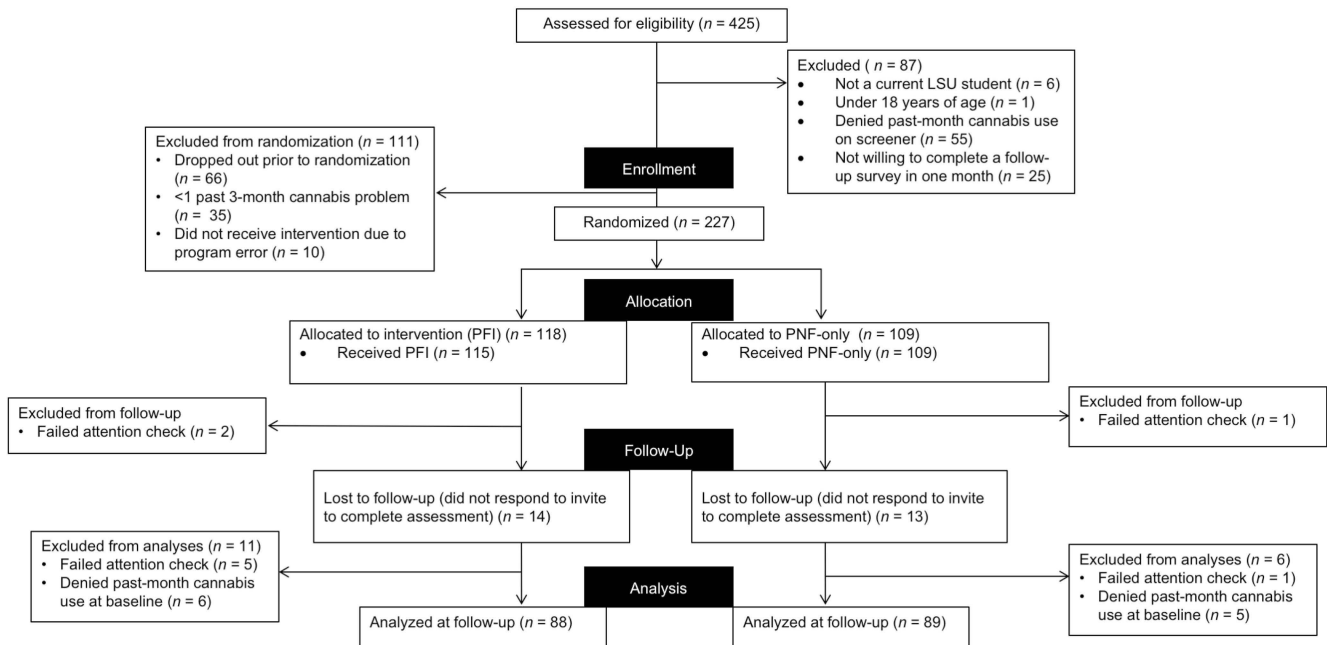 Assessed for eligibility (n = 425)
Excluded ( n = 87)
• Not a current LSU student (n = 6)
• Under 18 years of age (n = 1)
• Denied past-month cannabis use
on screener (n = 55)
• Not willing to complete a follow-
up survey in one month (n = 25)
Excluded from randomization (n = 111)
• Dropped out prior to randomization
(n = 66)
• <1 past 3-month cannabis problem
(n = 35)
• Did not receive intervention due to
program error (n = 10)
Enrollment
Randomized (n = 227)
Allocation
Allocated to intervention (PFI) (n = 118)
• Received PFI (n = 115)
Allocated to PNF-only (n = 109)
• Received PNF-only (n = 109)
Excluded from follow-up
• Failed attention check (n = 2)
Excluded from follow-up
• Failed attention check (n = 1)
Follow-Up
Lost to follow-up (did not respond to invite
to complete assessment) (n = 14)
Lost to follow-up (did not respond to invite
to complete assessment) (n = 13)
Excluded from analyses (n = 11)
• Failed attention check (n = 5)
• Denied past-month cannabis
use at baseline (n = 6)
Excluded from analyses (n = 6)
• Failed attention check (n = 1)
• Denied past-month cannabis
use at baseline (n = 5)
Analysis
Analyzed at follow-up (n = 88)
Analyzed at follow-up (n = 89)